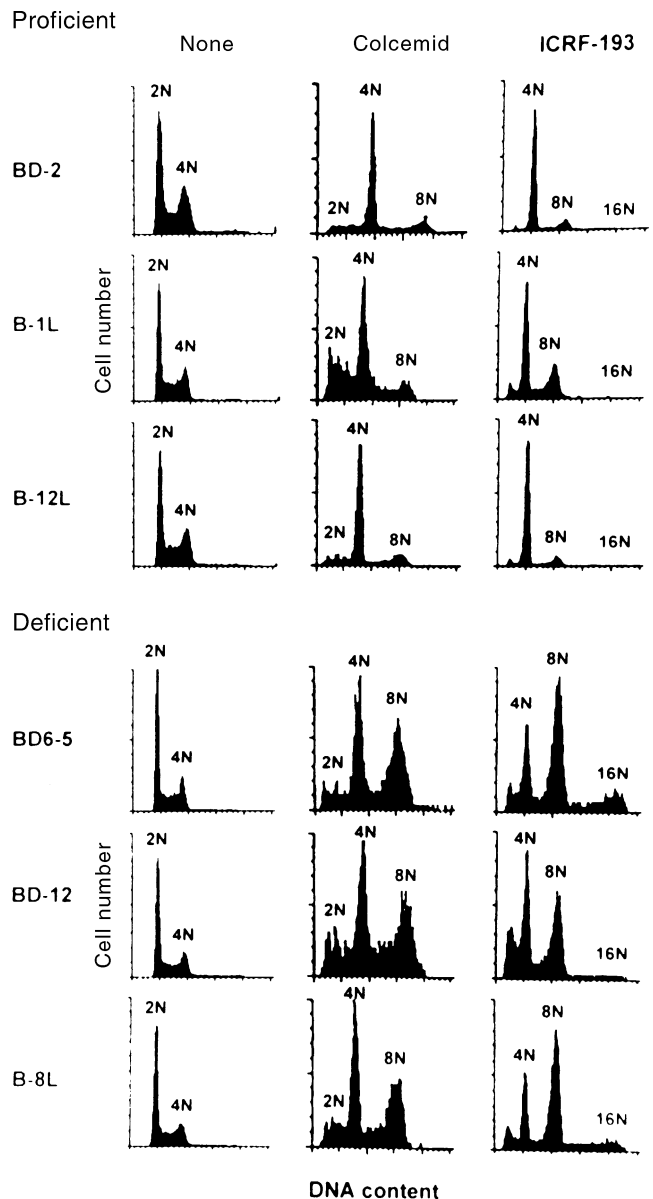 Proficient
None Colcemid ICRF-193
BD-2
2N 4N
2N 4N 8N
4N 8N 16N
Cell number
B-1L
2N 4N
2N 4N 8N
4N 8N 16N
B-12L
2N 4N
2N 4N 8N
4N 8N 16N
Deficient
BD6-5
2N 4N
2N 4N 8N
4N 8N 16N
Cell number
BD-12
2N 4N
2N 4N 8N
4N 8N 16N
B-8L
2N 4N
2N 4N 8N
4N 8N 16N
DNA content